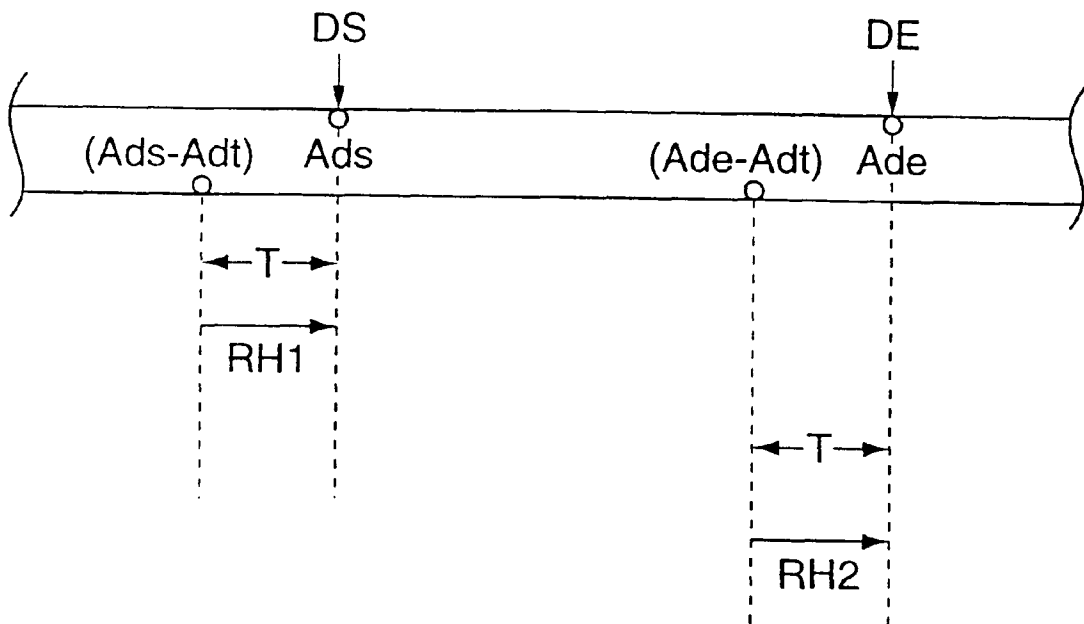 DS DE
(Ads-Adt) Ads (Ade-Adt) Ade
T
RH1
T
RH2